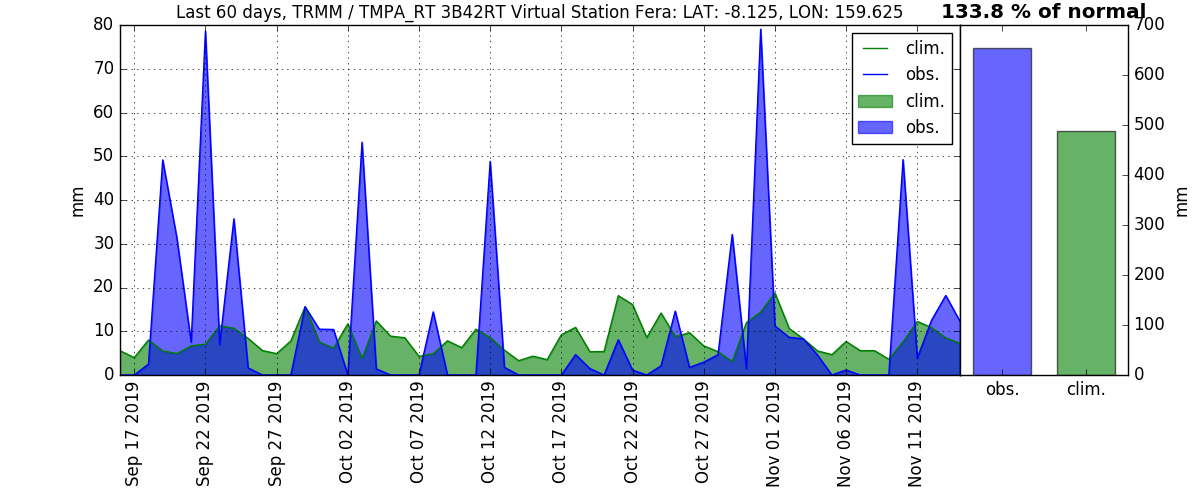 Last 60 days, TRMM / TMPA_RT 3B42RT Virtual Station Fera: LAT: -8.125, LON: 159.625
133.8 % of normal
80
70
60
50
40
30
20
10
0
mm
clim.
obs.
clim.
obs.
700
600
500
400
300
200
100
0
mm
obs.
clim.
Sep 17 2019
Sep 22 2019
Sep 27 2019
Oct 02 2019
Oct 07 2019
Oct 12 2019
Oct 17 2019
Oct 22 2019
Oct 27 2019
Nov 01 2019
Nov 06 2019
Nov 11 2019